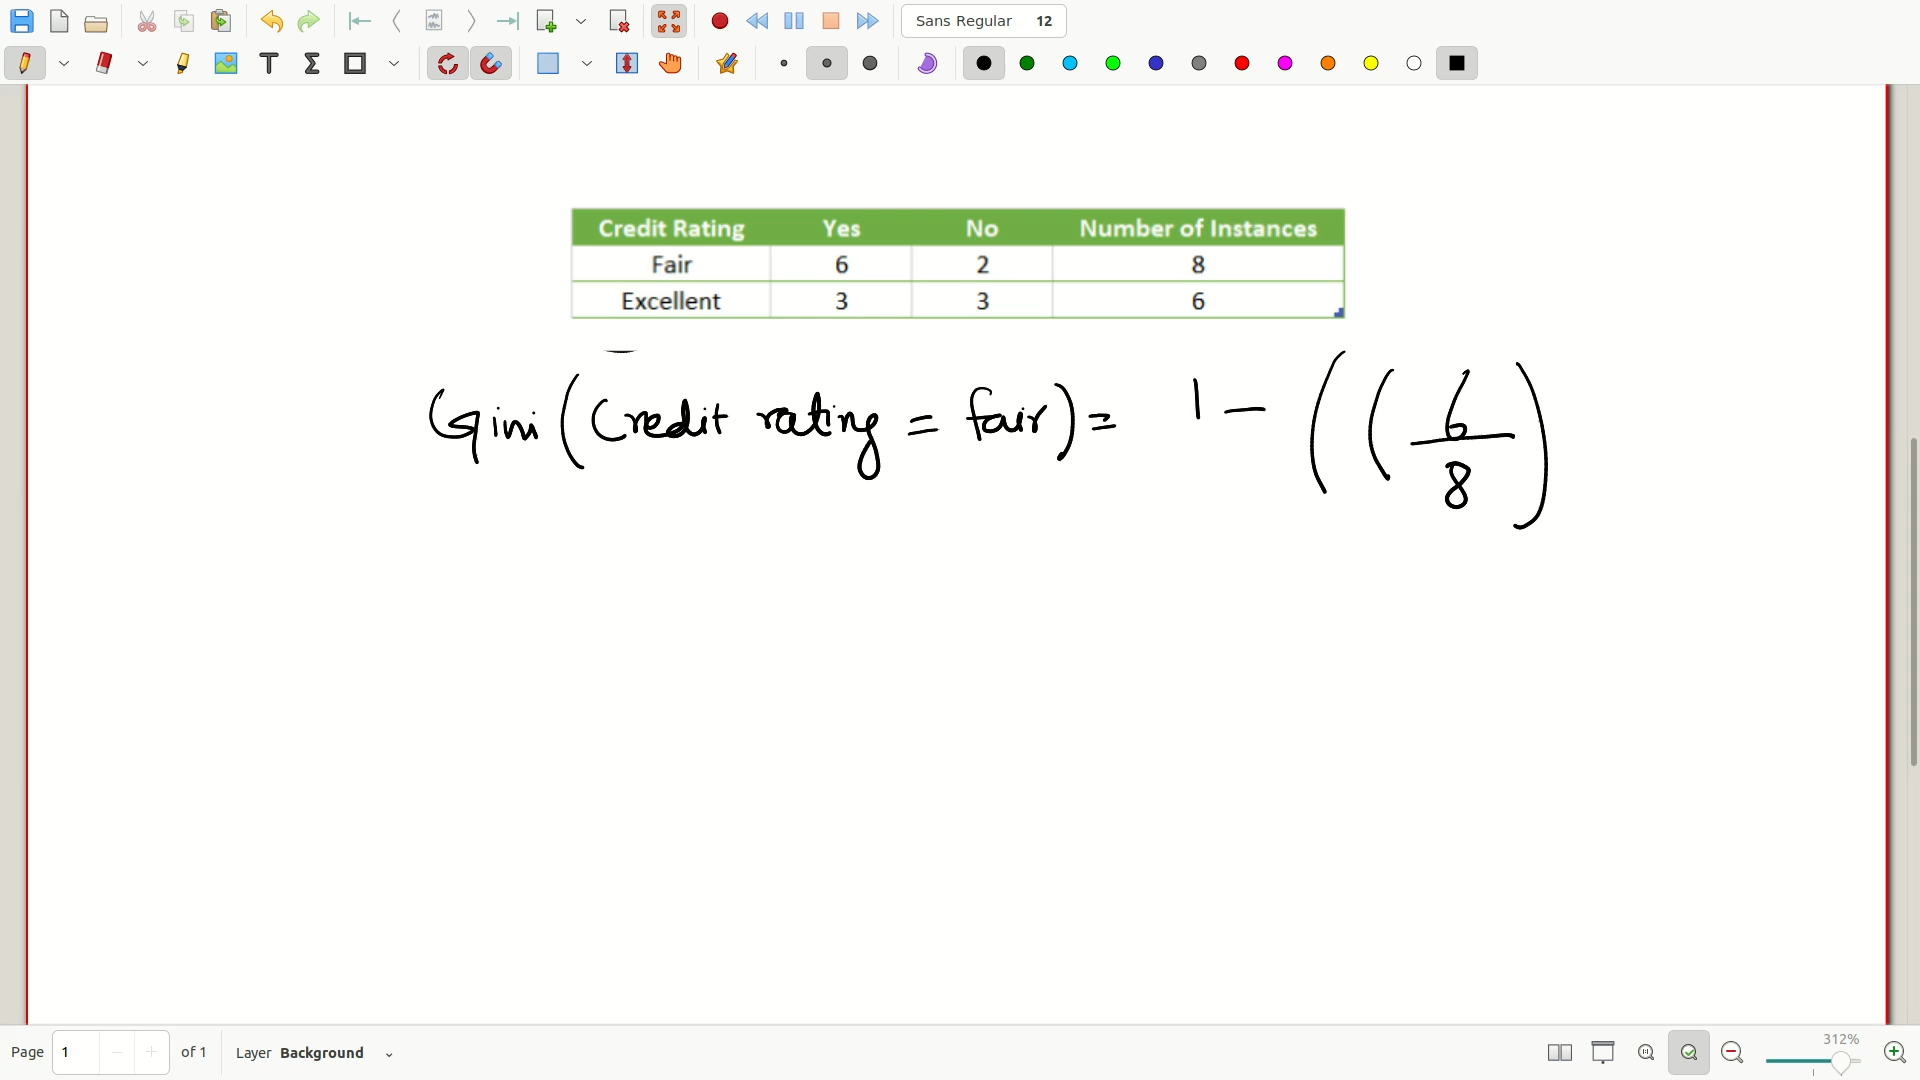 Sans Regular 12
Credit Rating Yes No Number of Instances
Fair 6 2 8
Excellent 3 3 6
Gini (Credit rating = fair) = 1 - ( ( 6 / 8 )
312%
Page 1 of 1 Layer Background